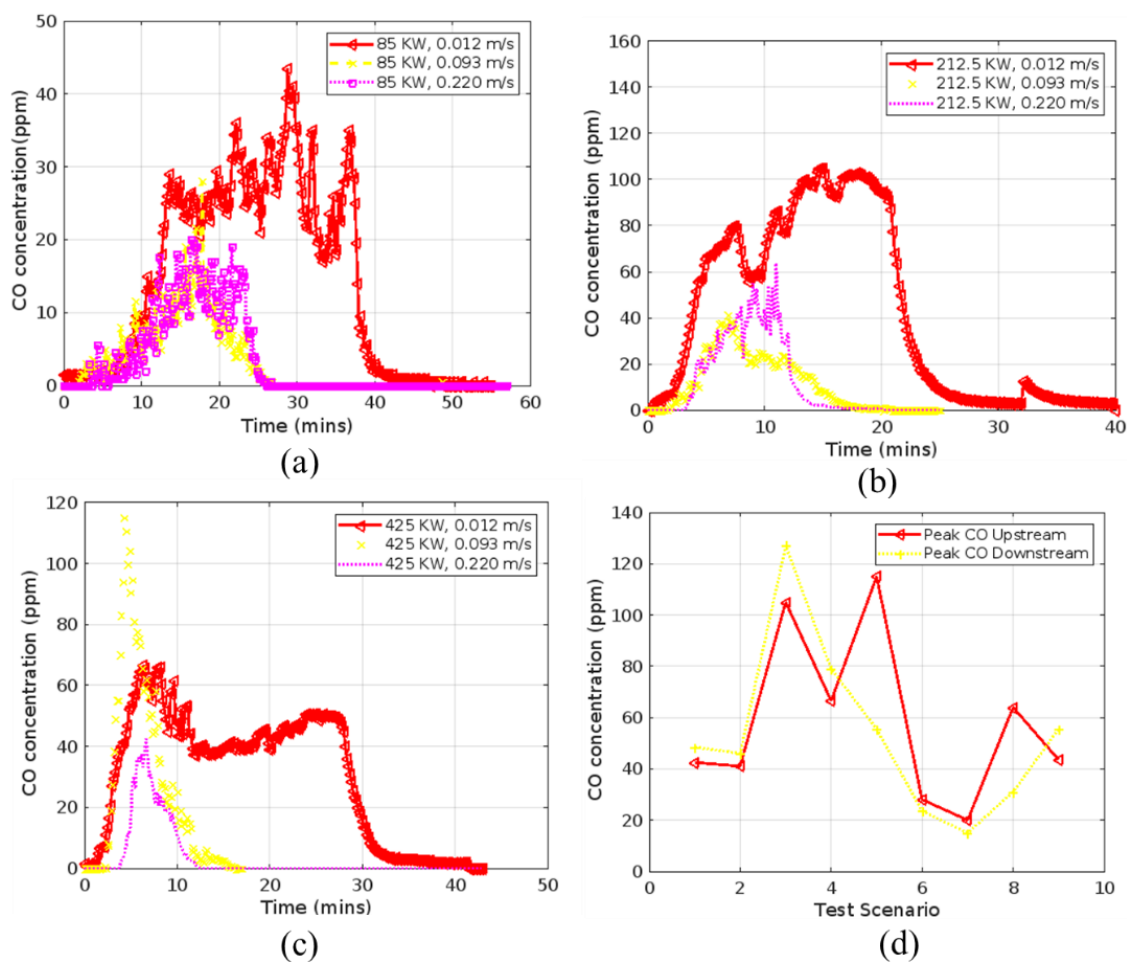 50
40
30
20
10
0
CO concentration(ppm)
85 KW, 0.012 m/s
85 KW, 0.093 m/s
85 KW, 0.220 m/s
0 10 20 30 40 50 60
Time (mins)
(a)
160
140
120
100
80
60
40
20
0
CO concentration (ppm)
212.5 KW, 0.012 m/s
212.5 KW, 0.093 m/s
212.5 KW, 0.220 m/s
0 10 20 30 40
Time (mins)
(b)
120
100
80
60
40
20
0
CO concentration (ppm)
425 KW, 0.012 m/s
425 KW, 0.093 m/s
425 KW, 0.220 m/s
0 10 20 30 40 50
Time (mins)
(c)
140
120
100
80
60
40
20
0
CO concentration (ppm)
Peak CO Upstream
Peak CO Downstream
0 2 4 6 8 10
Test Scenario
(d)